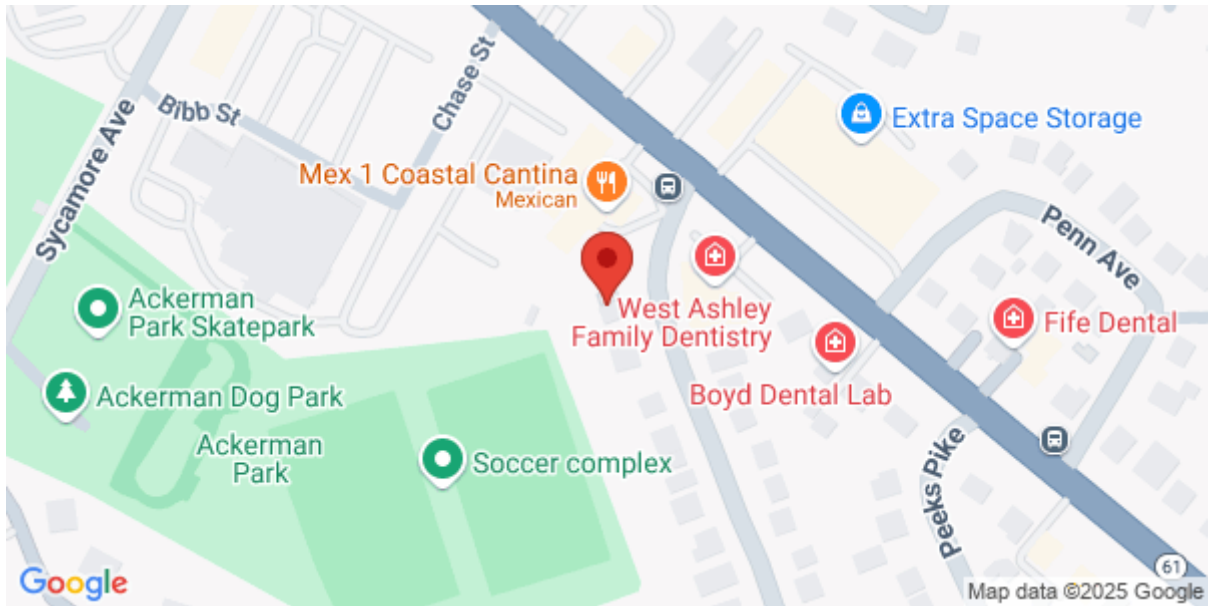 Chase St
Bibb St
Sycamore Ave
Extra Space Storage
Mex 1 Coastal Cantina
Mexican
Penn Ave
West Ashley
Family Dentistry
Ackerman
Park Skatepark
Fife Dental
Boyd Dental Lab
Ackerman Dog Park
Ackerman
Park
Soccer complex
Peeks Pike
61
Google
Map data ©2025 Google